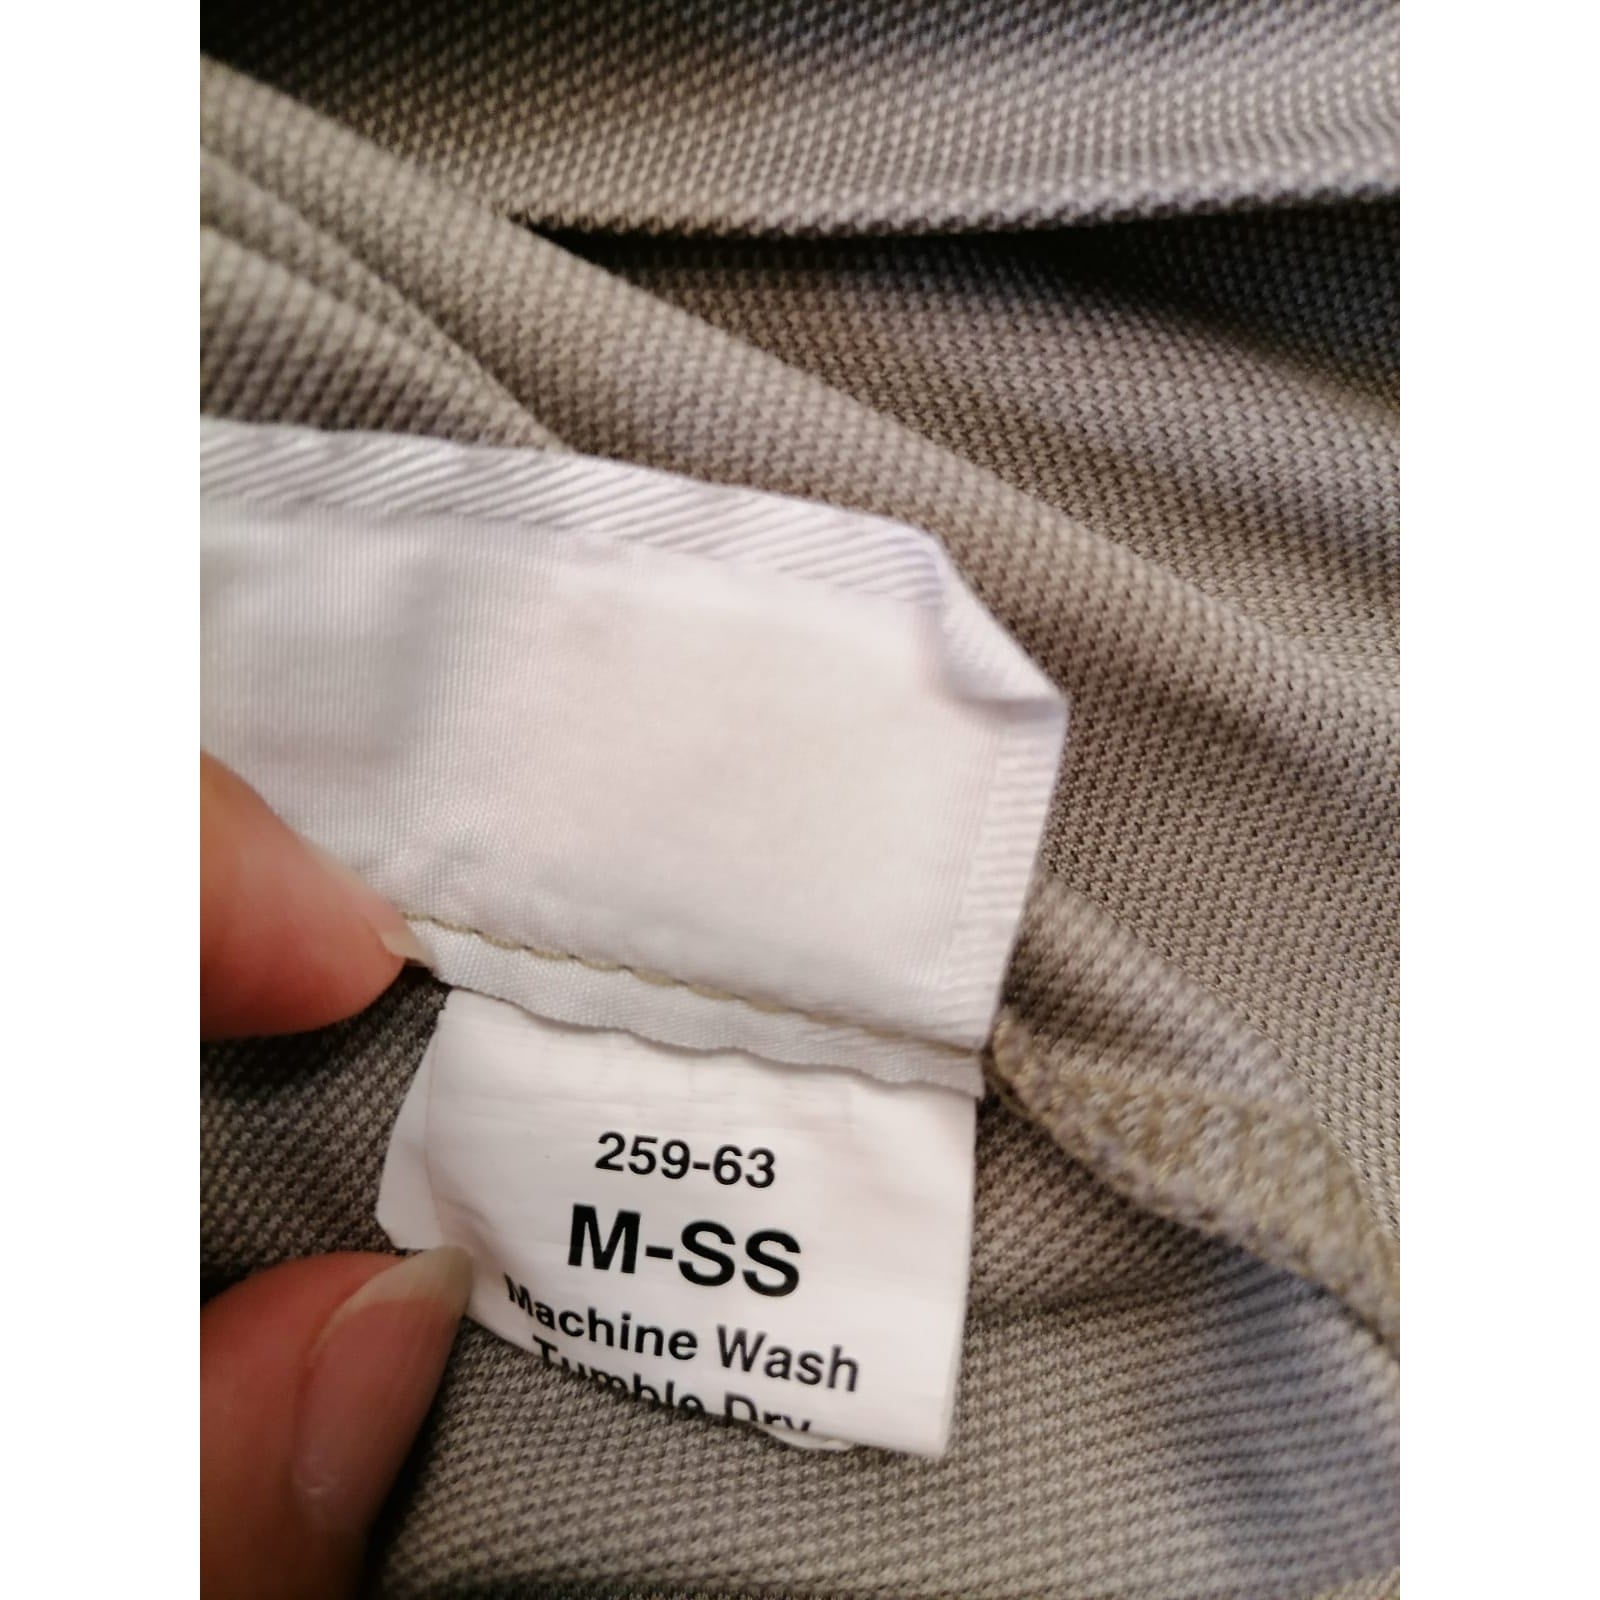 259-63
M-SS
Machine Wash
Tumble Dry